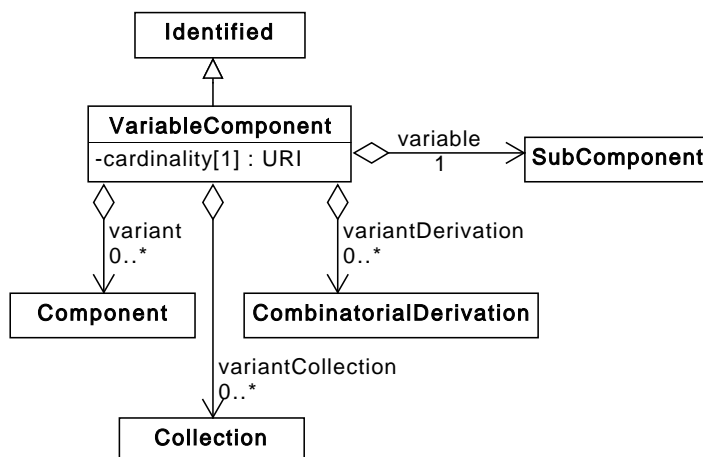 Identified
VariableComponent
-cardinality[1] : URI
variable
1
SubComponent
variant
0..*
variantDerivation
0..*
Component
CombinatorialDerivation
variantCollection
0..*
Collection